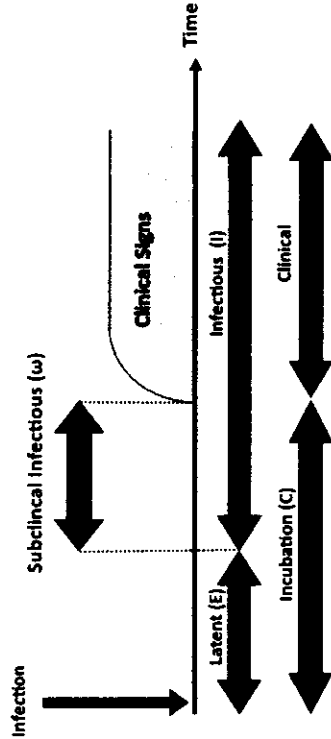 Infection
Subclincal Infectious (ω)
Clinical Signs
Time
Latent (E)
Infectious (I)
Incubation (C)
Clinical